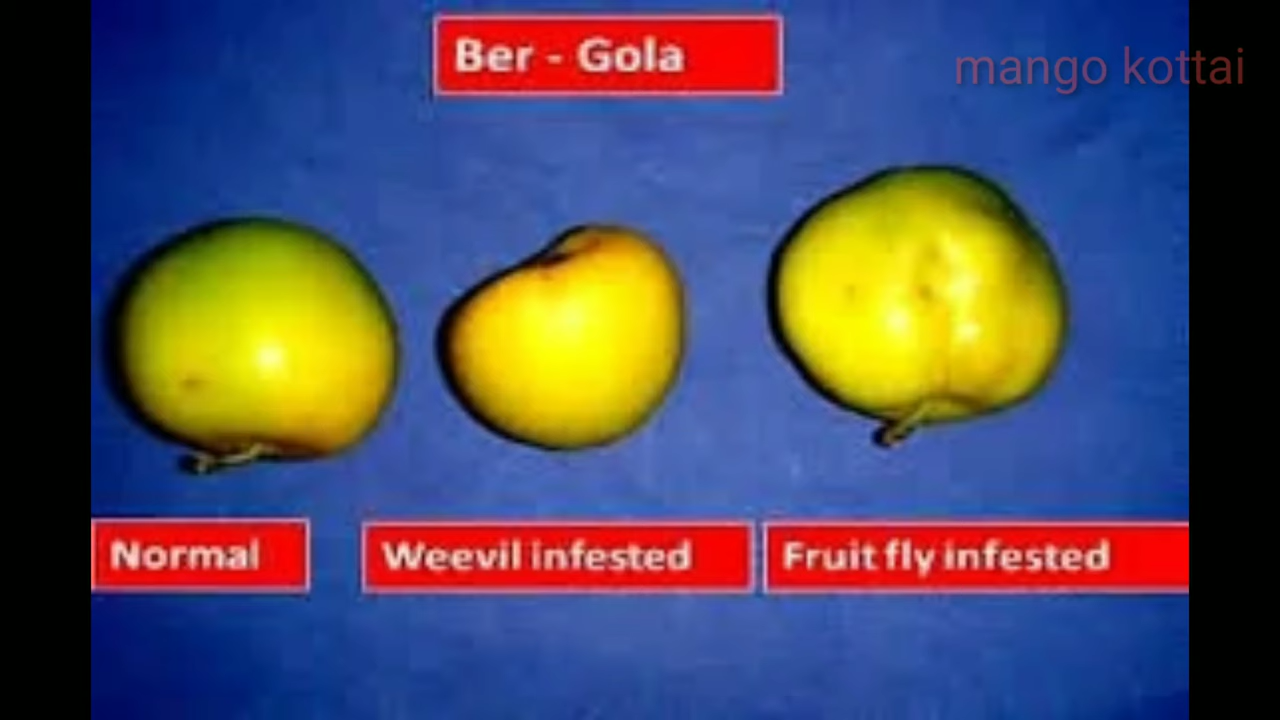 Ber - Gola
mango kottai
Normal
Weevil infested
Fruit fly infested